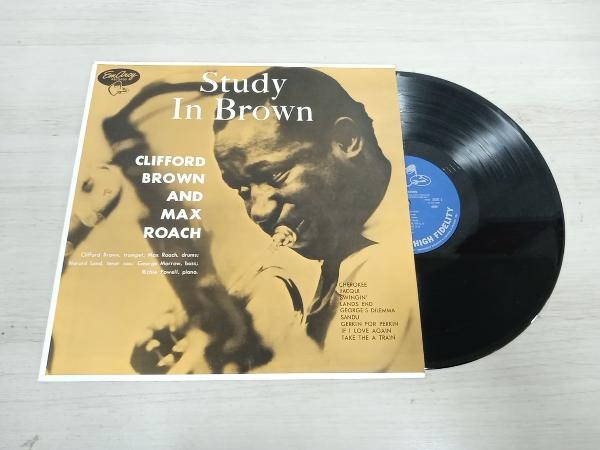 EmArcy
Study
In Brown
CLIFFORD
BROWN
AND
MAX
ROACH
Clifford Brown, trumpet; Max Roach, drums;
Harold Land, tenor sax; George Morrow, bass;
Richie Powell, piano.
CHEROKEE
JACQUI
SWINGIN'
LANDS END
GEORGE'S DILEMMA
SANDU
GERKIN FOR PERKIN
IF I LOVE AGAIN
TAKE THE A TRAIN
HIGH FIDELITY